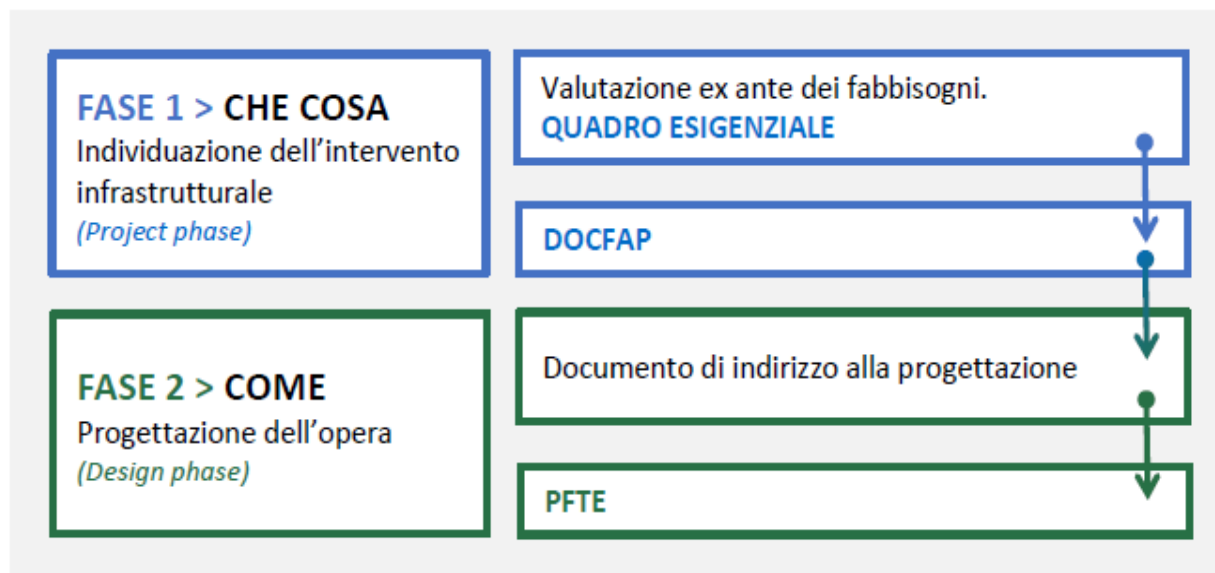 FASE 1 > CHE COSA
Individuazione dell'intervento
infrastrutturale
(Project phase)
Valutazione ex ante dei fabbisogni.
QUADRO ESIGENZIALE
DOCFAP
FASE 2 > COME
Progettazione dell'opera
(Design phase)
Documento di indirizzo alla progettazione
PFTE